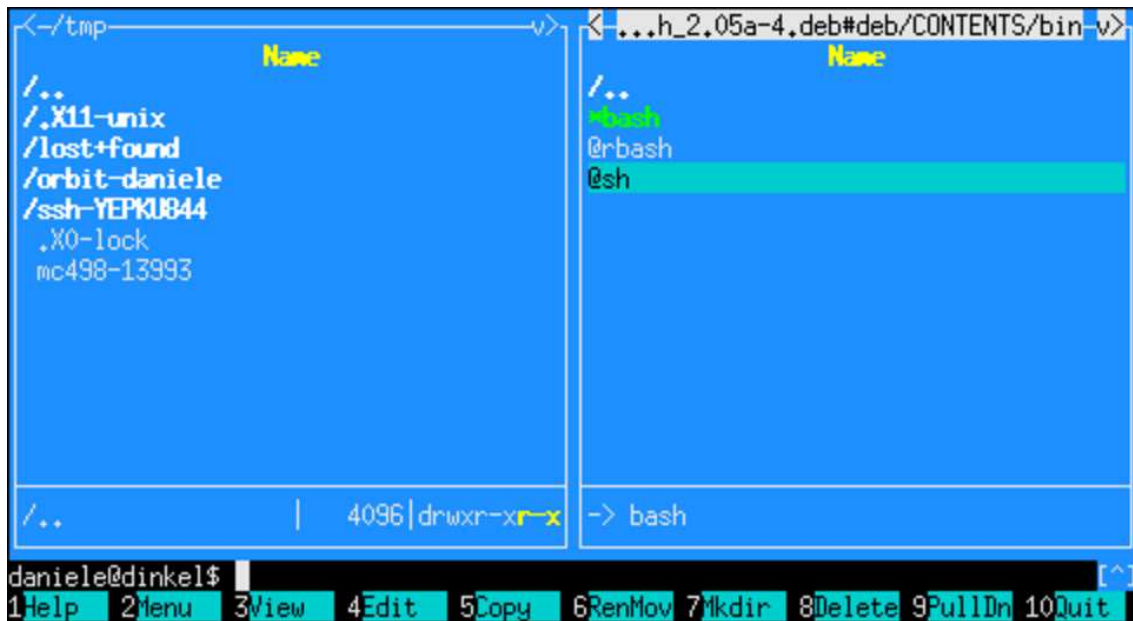 <-/tmp v>
Name
/..
/.X11-unix
/lost+found
/orbit-daniele
/ssh-YEPKU844
.X0-lock
mc498-13993
/.. | 4096|drwxr-xr-x
< ...h_2.05a-4.deb#deb/CONTENTS/bin v>
Name
/..
*bash
@rbash
@sh
-> bash
daniele@dinkel$ [^]
1Help 2Menu 3View 4Edit 5Copy 6RenMov 7Mkdir 8Delete 9PullDn 10Quit